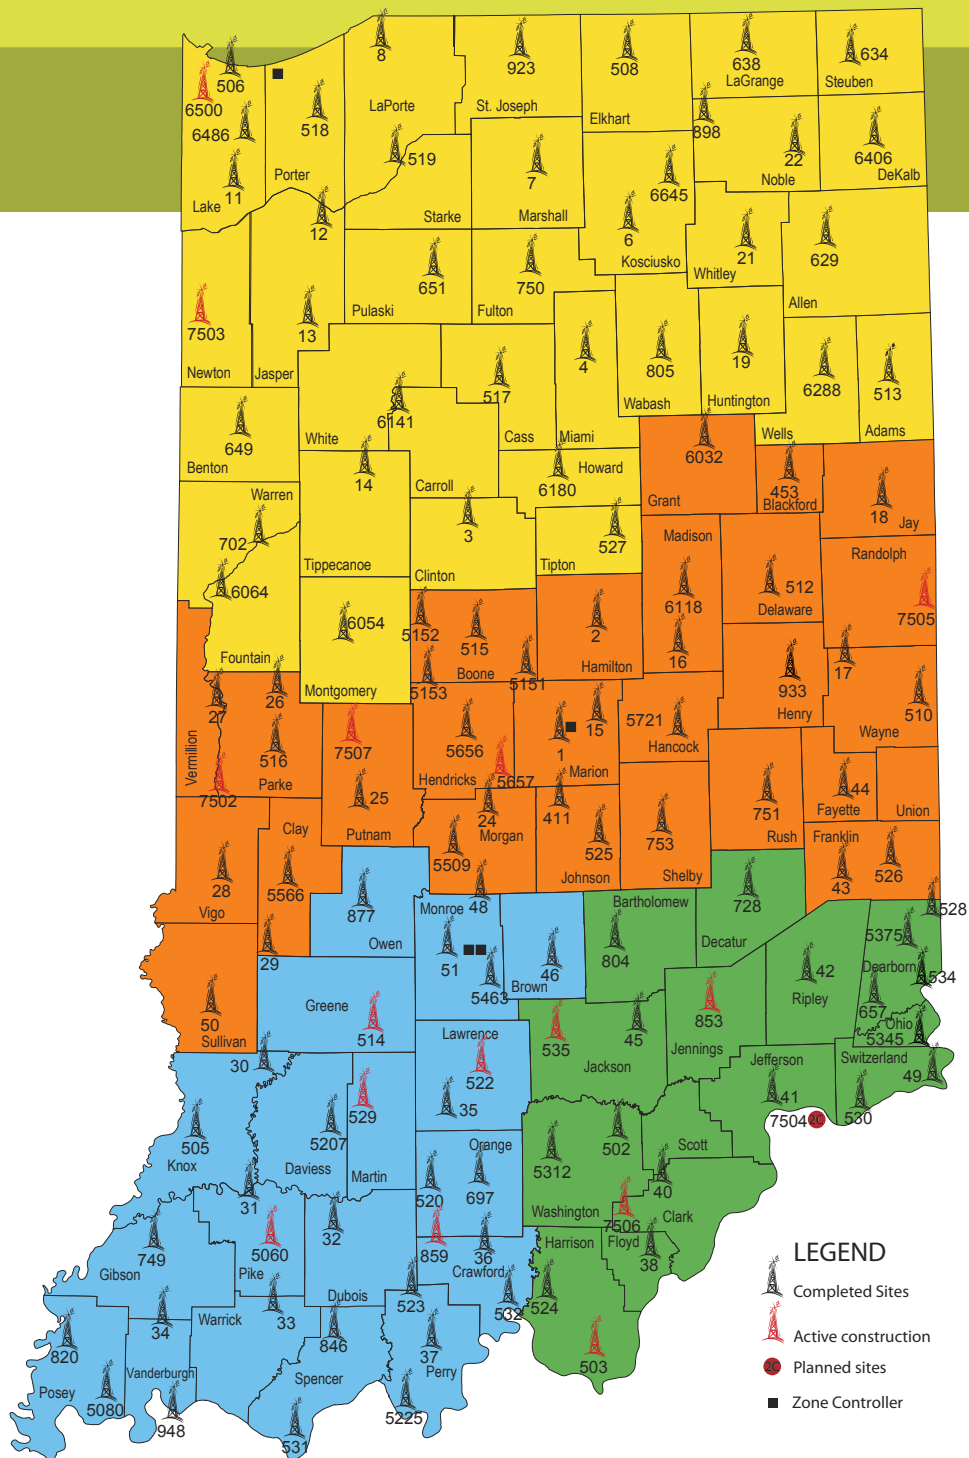 8
506
923
508
638
LaGrange
634
Steuben
6500
6486
518
LaPorte
St. Joseph
Elkhart
898
22
Noble
6406
DeKalb
519
7
6645
Porter
11
Lake
12
Starke
Marshall
6
Kosciusko
21
Whitley
629
Allen
651
Pulaski
750
Fulton
7503
Newton
13
Jasper
4
805
Wabash
19
Huntington
6288
513
Wells
Adams
517
6141
649
Benton
White
Cass
Miami
14
Carroll
6180
Howard
6032
Grant
453
Blackford
18
Jay
Warren
702
3
527
Tipton
Madison
Randolph
Tippecanoe
Clinton
6064
6054
5152
515
Boone
2
Hamilton
6118
16
512
Delaware
7505
17
Fountain
Montgomery
5153
5151
933
Henry
510
Wayne
26
27
516
Parke
Vermillion
7502
7507
25
Putnam
5656
Hendricks
5657
1
15
Marion
5721
Hancock
24
Morgan
5509
411
525
Johnson
753
Shelby
751
Rush
44
Fayette
Union
Franklin
43
526
Clay
28
Vigo
5566
29
877
Owen
Monroe
48
51
5463
46
Brown
Bartholomew
804
728
Decatur
528
5375
Dearborn
534
657
Ohio
5345
42
Ripley
50
Sullivan
Greene
514
30
Lawrence
522
535
Jackson
45
853
Jennings
Jefferson
41
7504
2C
Switzerland
49
530
505
Knox
5207
Daviess
529
Martin
35
Orange
520
697
5312
Washington
502
Scott
40
Clark
31
32
749
Gibson
5060
Pike
859
36
Crawford
7506
Harrison
Floyd
38
Dubois
523
532
524
33
34
Warrick
846
37
Perry
503
820
Posey
5080
Vanderburgh
948
Spencer
531
5225
LEGEND
Completed Sites
Active construction
2C Planned sites
Zone Controller